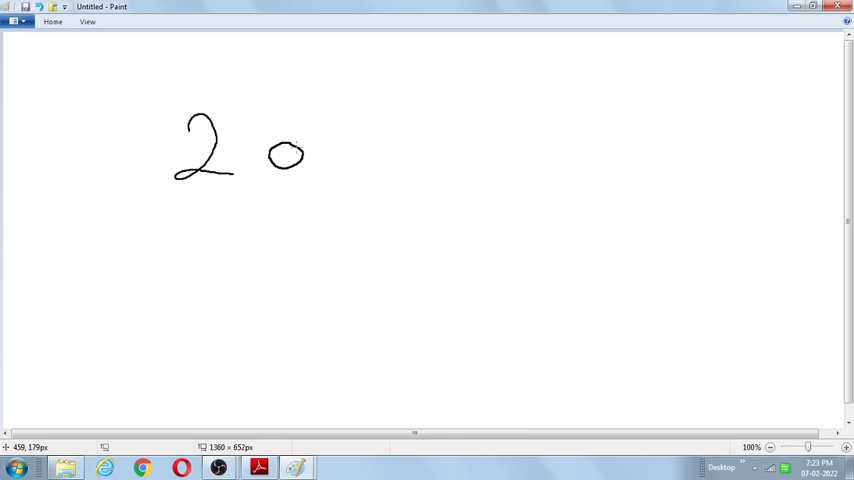 Untitled - Paint
Home View
2 o
459, 179px 1360 × 652px 100%
Desktop 7:23 PM
07-02-2022